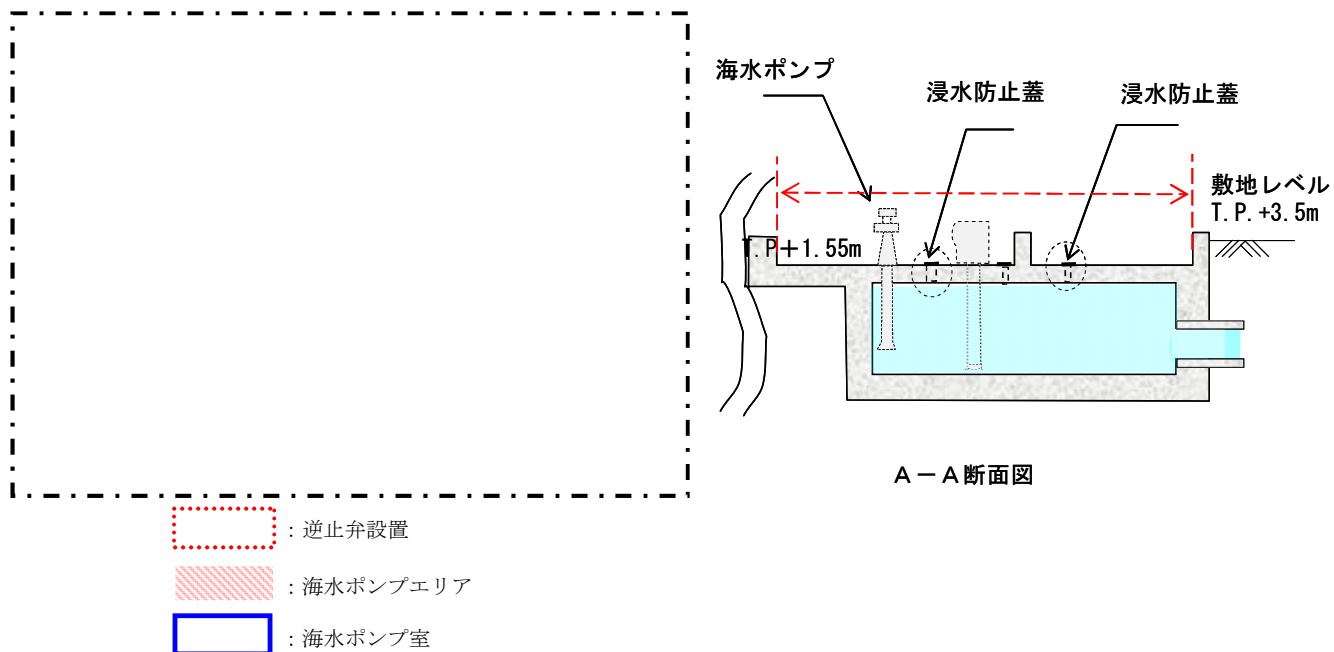 海水ポンプ
浸水防止蓋
浸水防止蓋
敷地レベル
T.P.+3.5m
T.P＋1.55m
A－A断面図
：逆止弁設置
：海水ポンプエリア
：海水ポンプ室